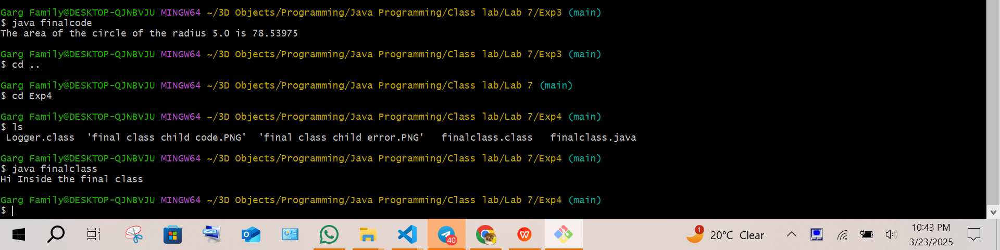 Garg Family@DESKTOP-QJNBVJU MINGW64 ~/3D Objects/Programming/Java Programming/Class lab/Lab 7/Exp3 (main)
$ java finalcode
The area of the circle of the radius 5.0 is 78.53975
Garg Family@DESKTOP-QJNBVJU MINGW64 ~/3D Objects/Programming/Java Programming/Class lab/Lab 7/Exp3 (main)
$ cd ..
Garg Family@DESKTOP-QJNBVJU MINGW64 ~/3D Objects/Programming/Java Programming/Class lab/Lab 7 (main)
$ cd Exp4
Garg Family@DESKTOP-QJNBVJU MINGW64 ~/3D Objects/Programming/Java Programming/Class lab/Lab 7/Exp4 (main)
$ ls
Logger.class  'final class child code.PNG'  'final class child error.PNG'   finalclass.class   finalclass.java
Garg Family@DESKTOP-QJNBVJU MINGW64 ~/3D Objects/Programming/Java Programming/Class lab/Lab 7/Exp4 (main)
$ java finalclass
Hi Inside the final class
Garg Family@DESKTOP-QJNBVJU MINGW64 ~/3D Objects/Programming/Java Programming/Class lab/Lab 7/Exp4 (main)
$
40
W
1
20°C Clear
10:43 PM
3/23/2025